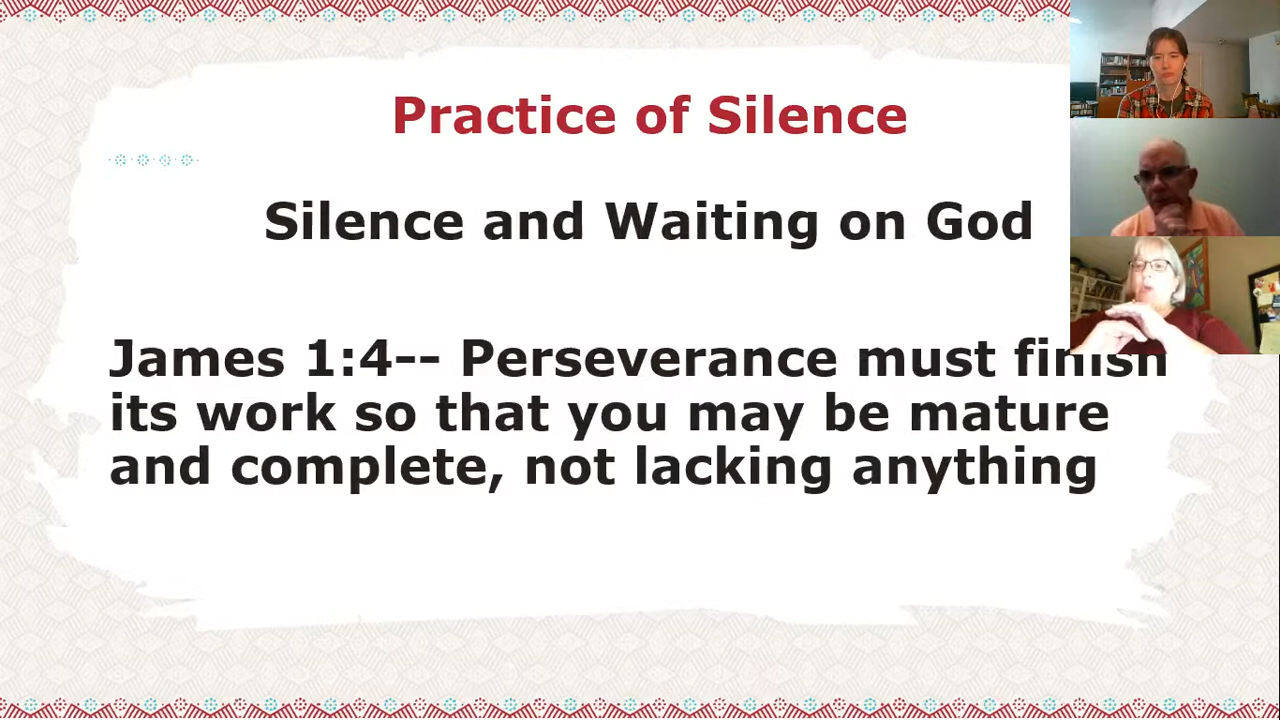 Practice of Silence
Silence and Waiting on God
James 1:4-- Perseverance must finish
its work so that you may be mature
and complete, not lacking anything